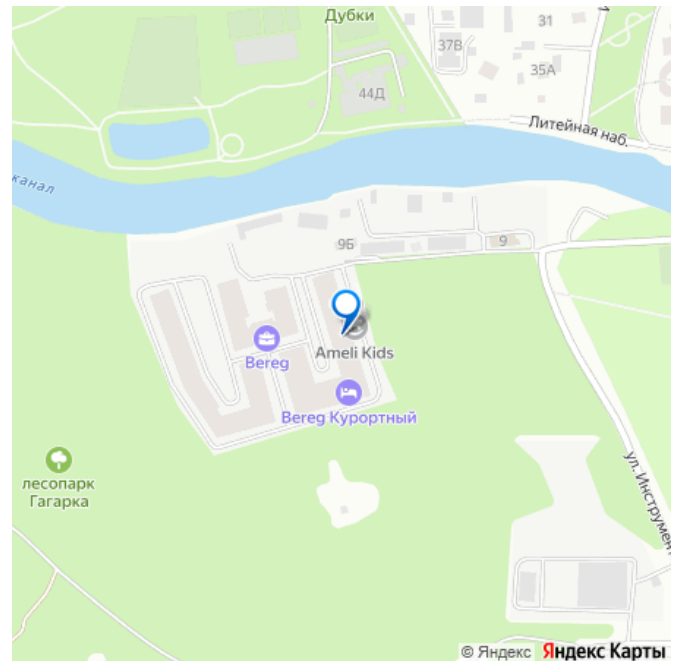 Дубки
31
37В
35А
44Д
Литейная наб.
канал
9Б
9
Ameli Kids
Bereg
Bereg Курортный
лесопарк
Гагарка
ул. Инструмент
© Яндекс Яндекс Карты